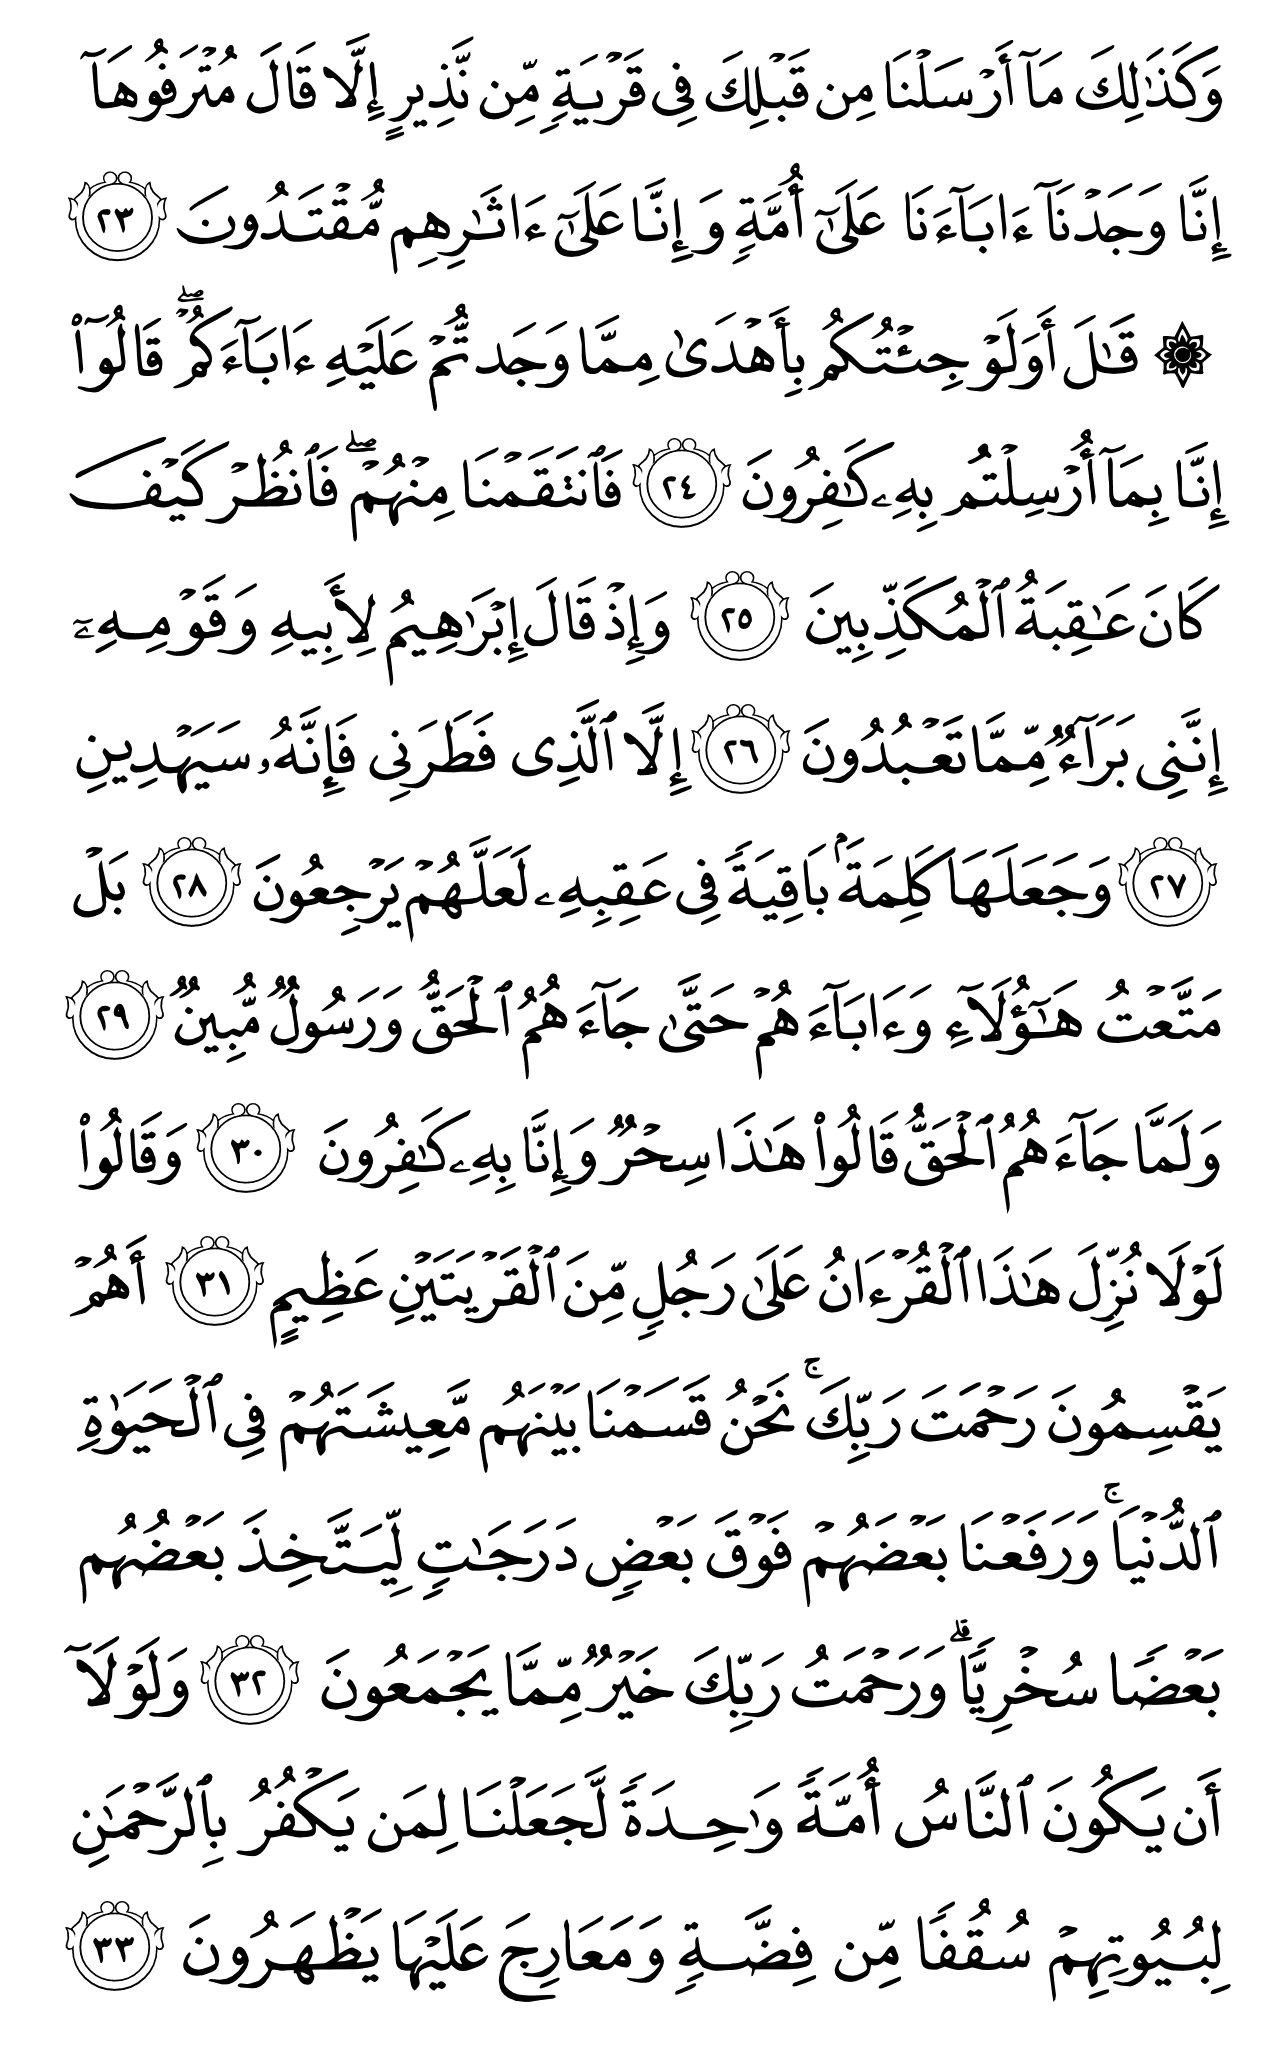 وَكَذَٰلِكَ مَآ أَرۡسَلۡنَا مِن قَبۡلِكَ فِى قَرۡيَةٍ مِّن نَّذِيرٍ إِلَّا قَالَ مُتۡرَفُوهَآ
إِنَّا وَجَدۡنَآ ءَابَآءَنَا عَلَىٰٓ أُمَّةٍ وَإِنَّا عَلَىٰٓ ءَاثَـٰرِهِم مُّقۡتَدُونَ ٢٣
۞ قَـٰلَ أَوَلَوۡ جِئۡتُكُم بِأَهۡدَىٰ مِمَّا وَجَدتُّمۡ عَلَيۡهِ ءَابَآءَكُمۡۖ قَالُوٓاْ
إِنَّا بِمَآ أُرۡسِلۡتُم بِهِۦ كَـٰفِرُونَ ٢٤ فَٱنتَقَمۡنَا مِنۡهُمۡۖ فَٱنظُرۡ كَيۡفَ
كَانَ عَـٰقِبَةُ ٱلۡمُكَذِّبِينَ ٢٥ وَإِذۡ قَالَ إِبۡرَٰهِيمُ لِأَبِيهِ وَقَوۡمِهِۦٓ
إِنَّنِى بَرَآءٌ مِّمَّا تَعۡبُدُونَ ٢٦ إِلَّا ٱلَّذِى فَطَرَنِى فَإِنَّهُۥ سَيَهۡدِينِ
٢٧ وَجَعَلَهَا كَلِمَةَۢ بَاقِيَةً فِى عَقِبِهِۦ لَعَلَّهُمۡ يَرۡجِعُونَ ٢٨ بَلۡ
مَتَّعۡتُ هَـٰٓؤُلَآءِ وَءَابَآءَهُمۡ حَتَّىٰ جَآءَهُمُ ٱلۡحَقُّ وَرَسُولٌ مُّبِينٌ ٢٩
وَلَمَّا جَآءَهُمُ ٱلۡحَقُّ قَالُواْ هَـٰذَا سِحۡرٌ وَإِنَّا بِهِۦ كَـٰفِرُونَ ٣٠ وَقَالُواْ
لَوۡلَا نُزِّلَ هَـٰذَا ٱلۡقُرۡءَانُ عَلَىٰ رَجُلٍ مِّنَ ٱلۡقَرۡيَتَيۡنِ عَظِيمٍ ٣١ أَهُمۡ
يَقۡسِمُونَ رَحۡمَتَ رَبِّكَۚ نَحۡنُ قَسَمۡنَا بَيۡنَهُم مَّعِيشَتَهُمۡ فِى ٱلۡحَيَوٰةِ
ٱلدُّنۡيَاۚ وَرَفَعۡنَا بَعۡضَهُمۡ فَوۡقَ بَعۡضٍ دَرَجَـٰتٍ لِّيَتَّخِذَ بَعۡضُهُم
بَعۡضًا سُخۡرِيًّاۗ وَرَحۡمَتُ رَبِّكَ خَيۡرٌ مِّمَّا يَجۡمَعُونَ ٣٢ وَلَوۡلَآ
أَن يَكُونَ ٱلنَّاسُ أُمَّةً وَٰحِدَةً لَّجَعَلۡنَا لِمَن يَكۡفُرُ بِٱلرَّحۡمَـٰنِ
لِبُيُوتِهِمۡ سُقُفًا مِّن فِضَّةٍ وَمَعَارِجَ عَلَيۡهَا يَظۡهَرُونَ ٣٣